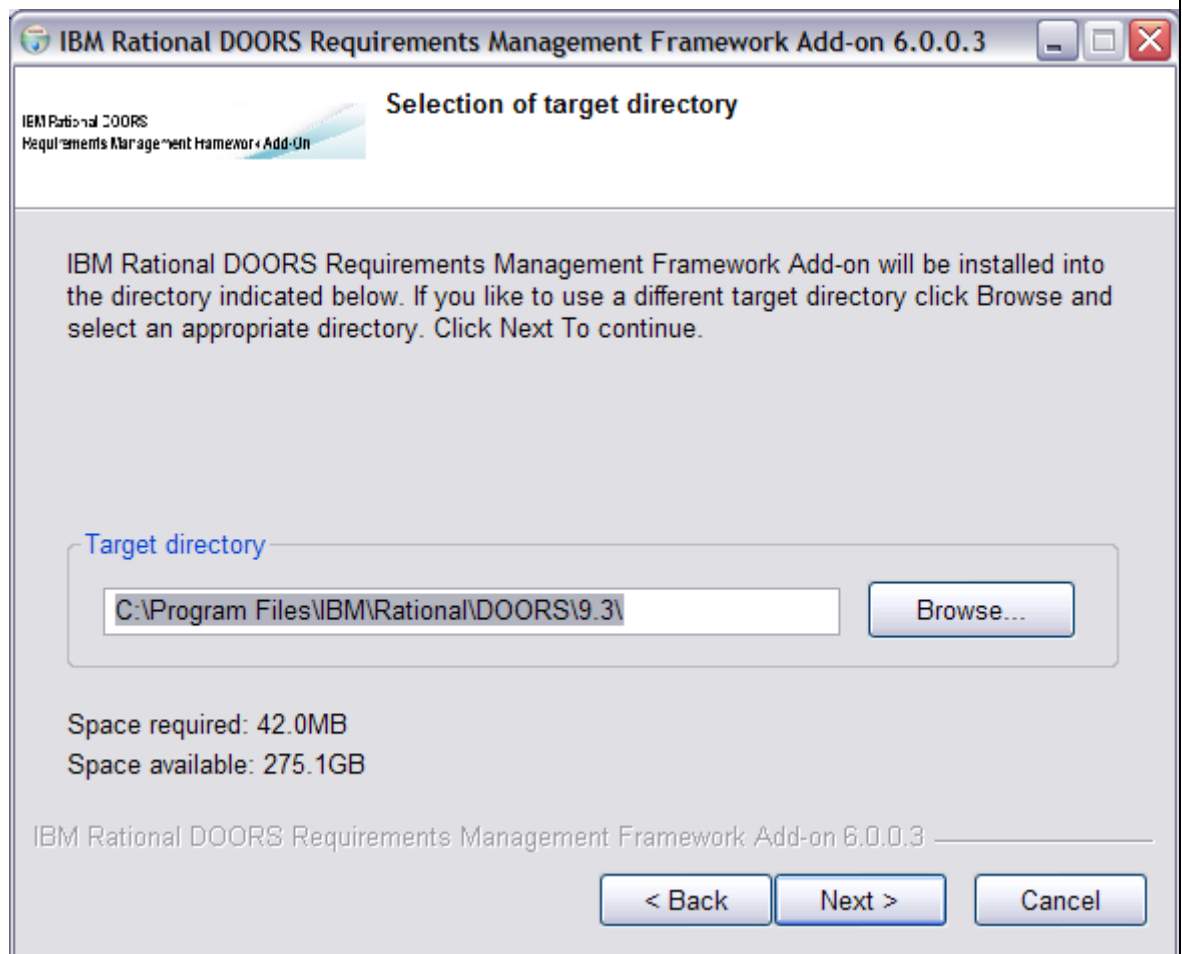 IBM Rational DOORS Requirements Management Framework Add-on 6.0.0.3
IBM Rational DOORS
Requirements Management Framework Add-On
Selection of target directory
IBM Rational DOORS Requirements Management Framework Add-on will be installed into
the directory indicated below. If you like to use a different target directory click Browse and
select an appropriate directory. Click Next To continue.
Target directory
C:\Program Files\IBM\Rational\DOORS\9.3\
Browse...
Space required: 42.0MB
Space available: 275.1GB
IBM Rational DOORS Requirements Management Framework Add-on 6.0.0.3
< Back
Next >
Cancel